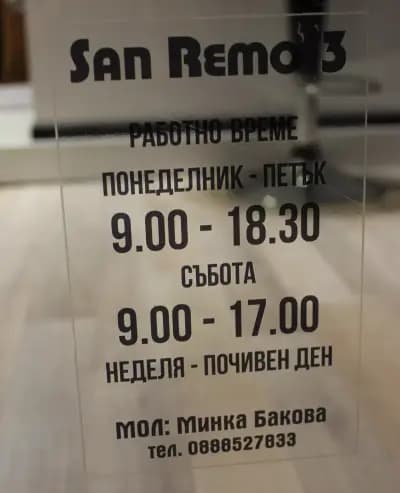 San Remo 3
РАБОТНО ВРЕМЕ
ПОНЕДЕЛНИК - ПЕТЪК
9.00 - 18.30
СЪБОТА
9.00 - 17.00
НЕДЕЛЯ - ПОЧИВЕН ДЕН
МОЛ: Минка Бакова
тел. 0888527833